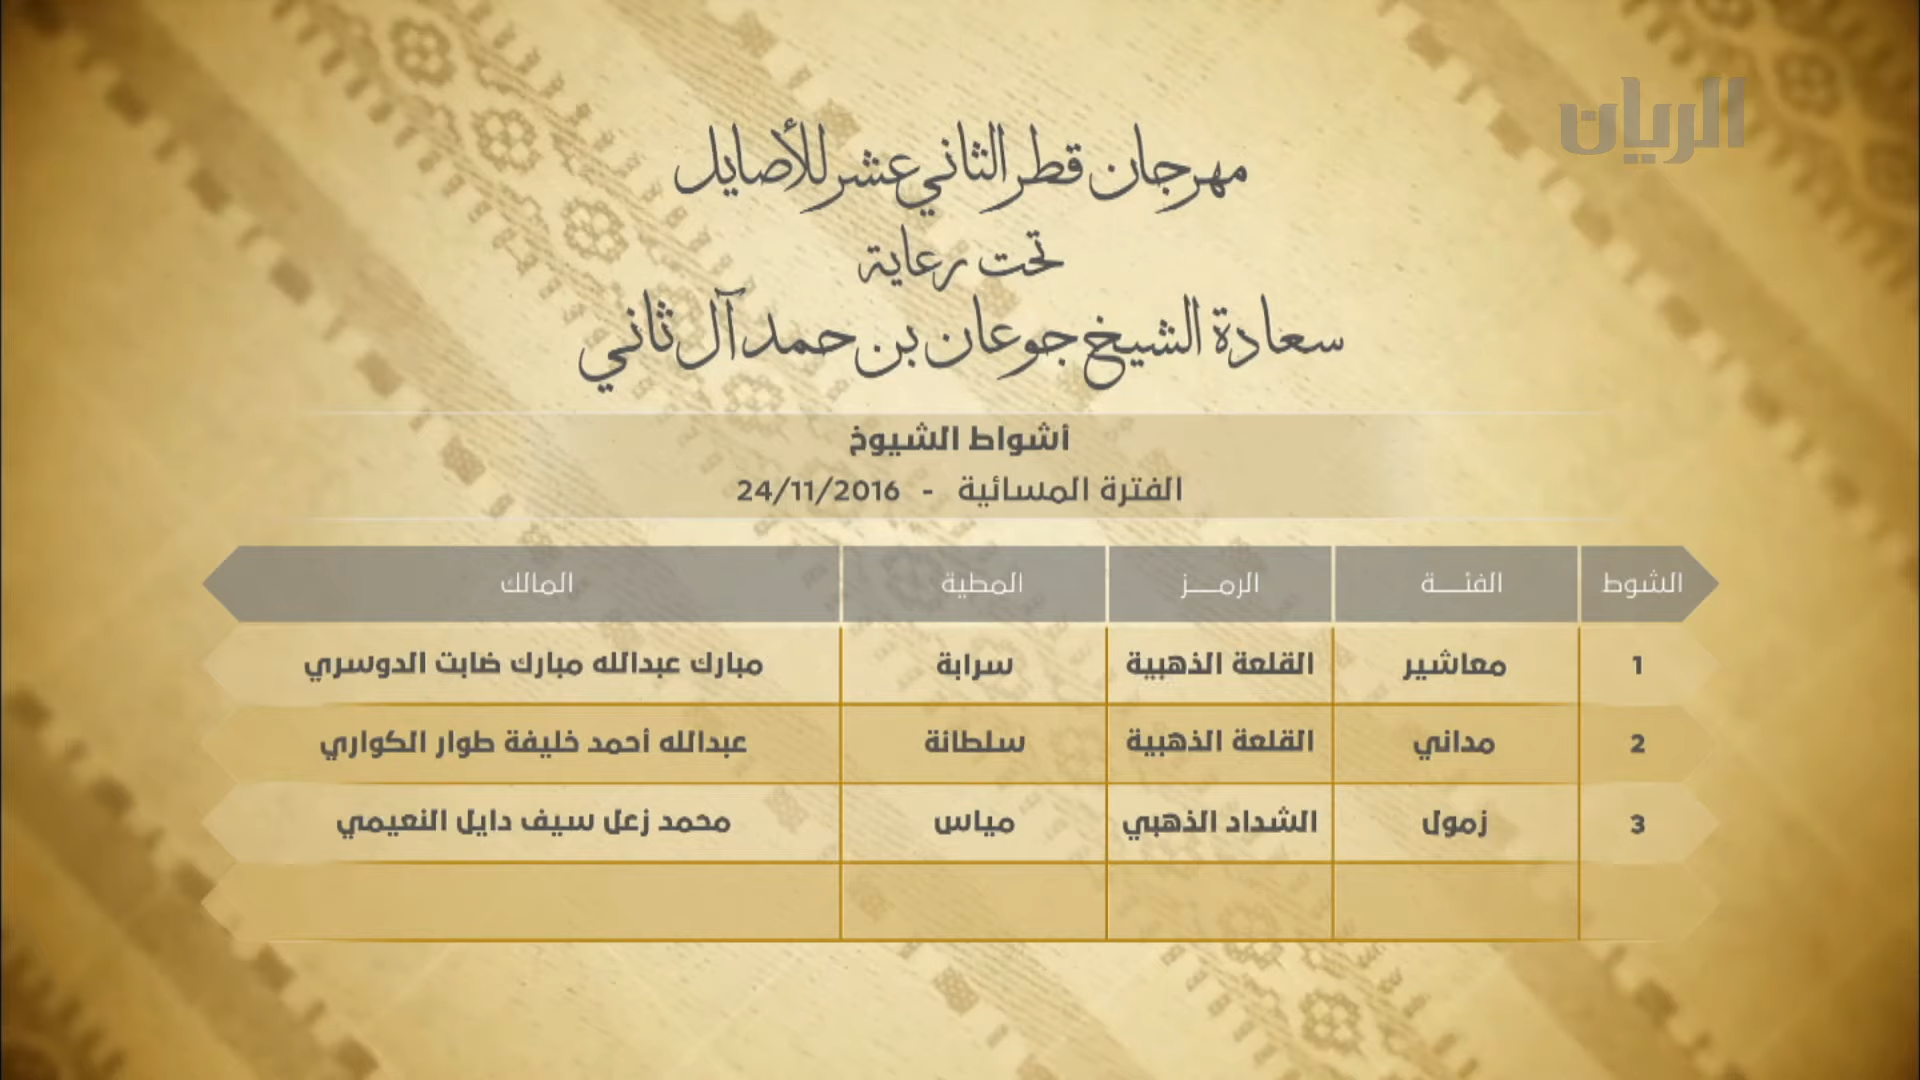 الريان
مهرجان قطر الثاني عشر للأصايل
تحت رعاية
سعادة الشيخ جوعان بن حمد آل ثاني
أشواط الشيوخ
الفترة المسائية - 24/11/2016
الشوط الفئـــة الرمـــز المطية المالك
1 معاشير القلعة الذهبية سرابة مبارك عبدالله مبارك ضابت الدوسري
2 مداني القلعة الذهبية سلطانة عبدالله أحمد خليفة طوار الكواري
3 زمول الشداد الذهبي مياس محمد زعل سيف دايل النعيمي